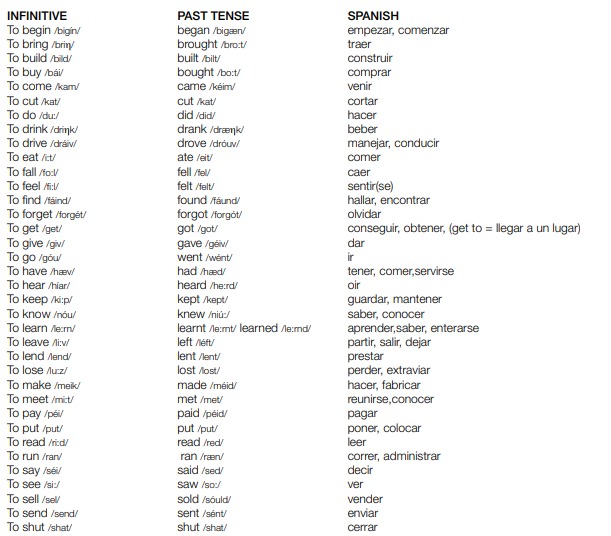 INFINITIVE PAST TENSE SPANISH
To begin /bigín/ began /bigæn/ empezar, comenzar
To bring /briŋ/ brought /bro:t/ traer
To build /bild/ built /bilt/ construir
To buy /bái/ bought /bo:t/ comprar
To come /kam/ came /kéim/ venir
To cut /kat/ cut /kat/ cortar
To do /du:/ did /did/ hacer
To drink /driŋk/ drank /dræŋk/ beber
To drive /dráiv/ drove /dróuv/ manejar, conducir
To eat /i:t/ ate /eit/ comer
To fall /fo:l/ fell /fel/ caer
To feel /fi:l/ felt /felt/ sentir(se)
To find /fáind/ found /fáund/ hallar, encontrar
To forget /forgét/ forgot /forgót/ olvidar
To get /get/ got /got/ conseguir, obtener, (get to = llegar a un lugar)
To give /giv/ gave /géiv/ dar
To go /góu/ went /wént/ ir
To have /hæv/ had /hæd/ tener, comer,servirse
To hear /híar/ heard /he:rd/ oir
To keep /ki:p/ kept /kept/ guardar, mantener
To know /nóu/ knew /niú:/ saber, conocer
To learn /le:rn/ learnt /le:rnt/ learned /le:rnd/ aprender,saber, enterarse
To leave /li:v/ left /léft/ partir, salir, dejar
To lend /lend/ lent /lent/ prestar
To lose /lu:z/ lost /lost/ perder, extraviar
To make /meik/ made /méid/ hacer, fabricar
To meet /mi:t/ met /met/ reunirse,conocer
To pay /péi/ paid /péid/ pagar
To put /put/ put /put/ poner, colocar
To read /ri:d/ read /red/ leer
To run /ran/ ran /ræn/ correr, administrar
To say /séi/ said /sed/ decir
To see /si:/ saw /so:/ ver
To sell /sel/ sold /sóuld/ vender
To send /send/ sent /sént/ enviar
To shut /shat/ shut /shat/ cerrar